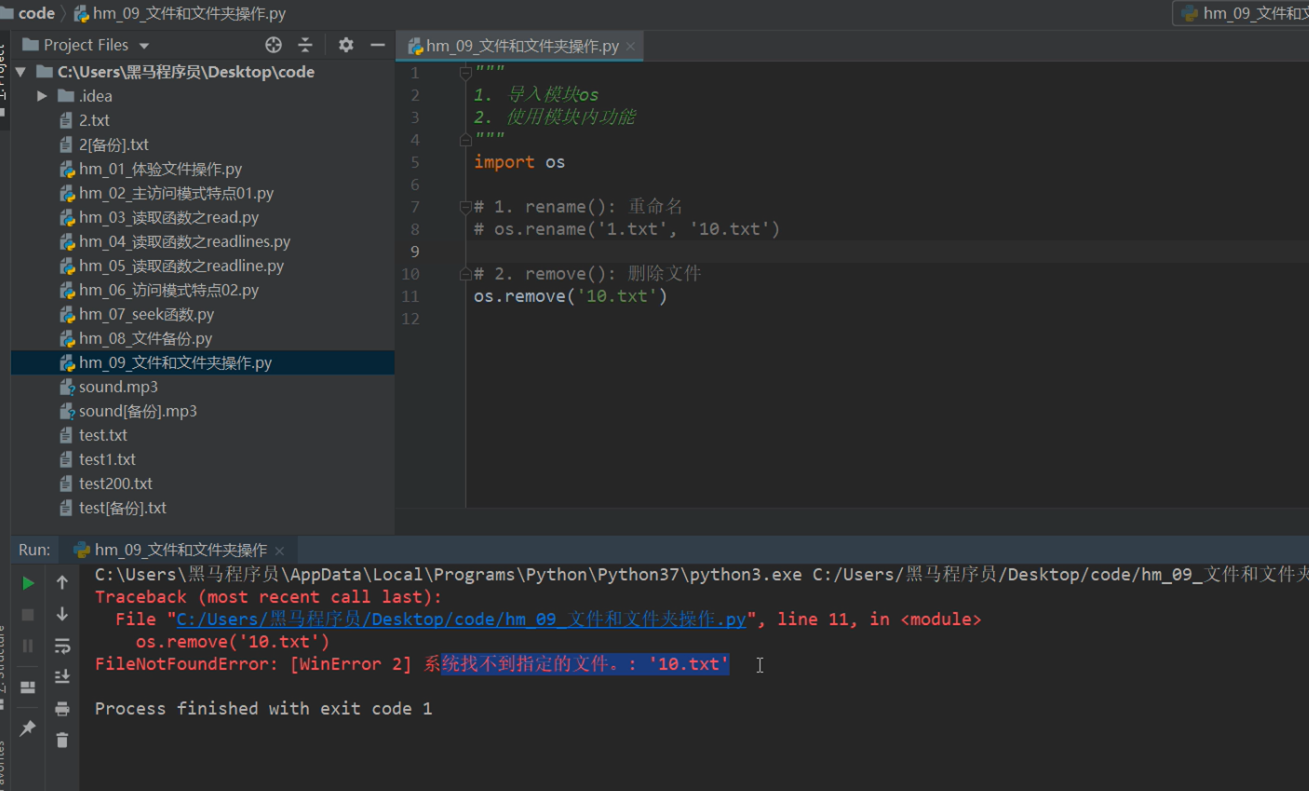 code
hm_09_文件和文件夹操作.py
hm_09_文件和文
Project Files
hm_09_文件和文件夹操作.py
C:\Users\黑马程序员\Desktop\code
.idea
2.txt
2[备份].txt
hm_01_体验文件操作.py
hm_02_主访问模式特点01.py
hm_03_读取函数之read.py
hm_04_读取函数之readlines.py
hm_05_读取函数之readline.py
hm_06_访问模式特点02.py
hm_07_seek函数.py
hm_08_文件备份.py
hm_09_文件和文件夹操作.py
sound.mp3
sound[备份].mp3
test.txt
test1.txt
test200.txt
test[备份].txt
1 """
2 1. 导入模块os
3 2. 使用模块内功能
4 """
5 import os
6
7 # 1. rename(): 重命名
8 # os.rename('1.txt', '10.txt')
9
10 # 2. remove(): 删除文件
11 os.remove('10.txt')
12
Run:
hm_09_文件和文件夹操作
C:\Users\黑马程序员\AppData\Local\Programs\Python\Python37\python3.exe C:/Users/黑马程序员/Desktop/code/hm_09_文件和文件夹
Traceback (most recent call last):
File "C:/Users/黑马程序员/Desktop/code/hm_09_文件和文件夹操作.py", line 11, in <module>
os.remove('10.txt')
FileNotFoundError: [WinError 2] 系统找不到指定的文件。: '10.txt'
Process finished with exit code 1